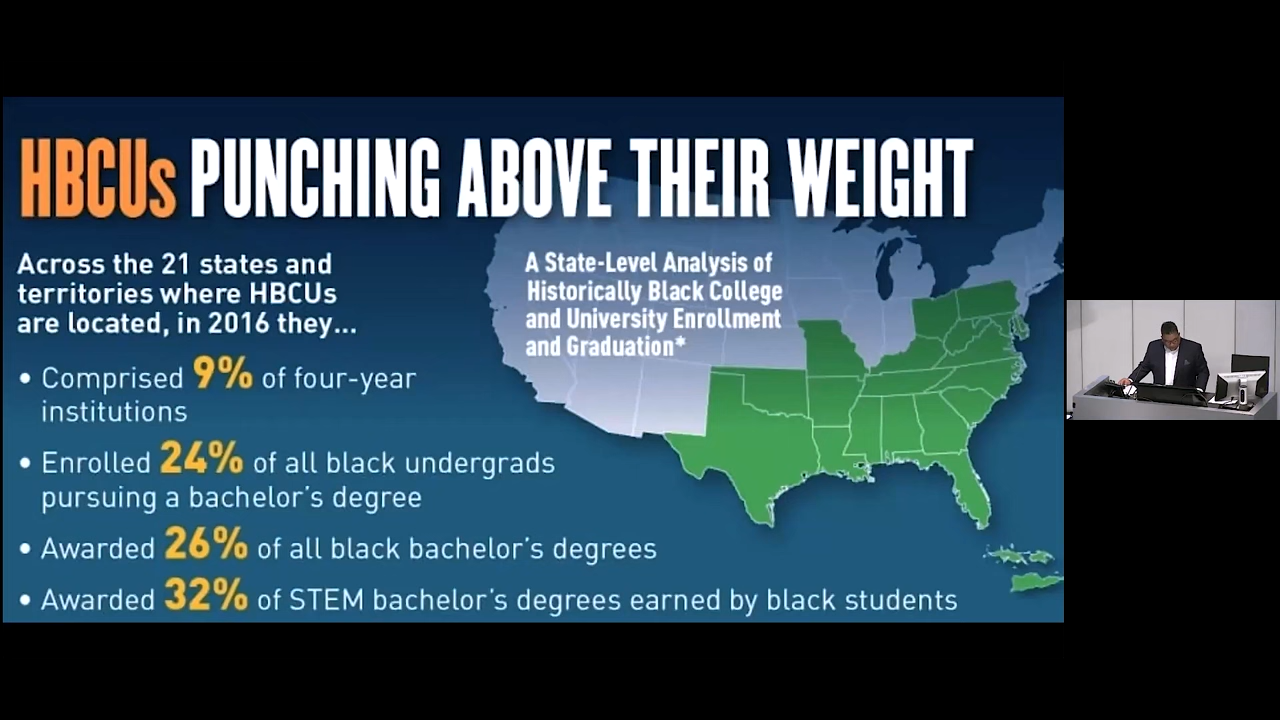 HBCUs PUNCHING ABOVE THEIR WEIGHT
Across the 21 states and
territories where HBCUs
are located, in 2016 they...
• Comprised 9% of four-year
institutions
• Enrolled 24% of all black undergrads
pursuing a bachelor's degree
• Awarded 26% of all black bachelor's degrees
• Awarded 32% of STEM bachelor's degrees earned by black students
A State-Level Analysis of
Historically Black College
and University Enrollment
and Graduation*